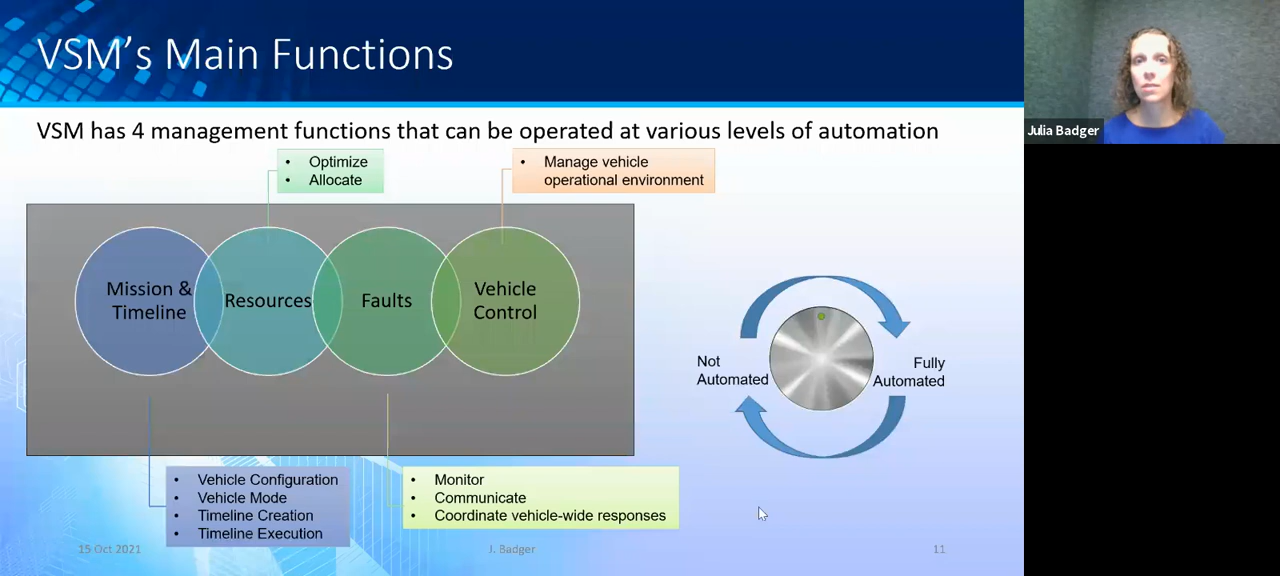 VSM's Main Functions
VSM has 4 management functions that can be operated at various levels of automation
• Optimize
• Allocate
• Manage vehicle
operational environment
Mission &
Timeline
Resources
Faults
Vehicle
Control
Not
Automated
Fully
Automated
• Vehicle Configuration
• Vehicle Mode
• Timeline Creation
• Timeline Execution
• Monitor
• Communicate
• Coordinate vehicle-wide responses
15 Oct 2021
J. Badger
11
Julia Badger